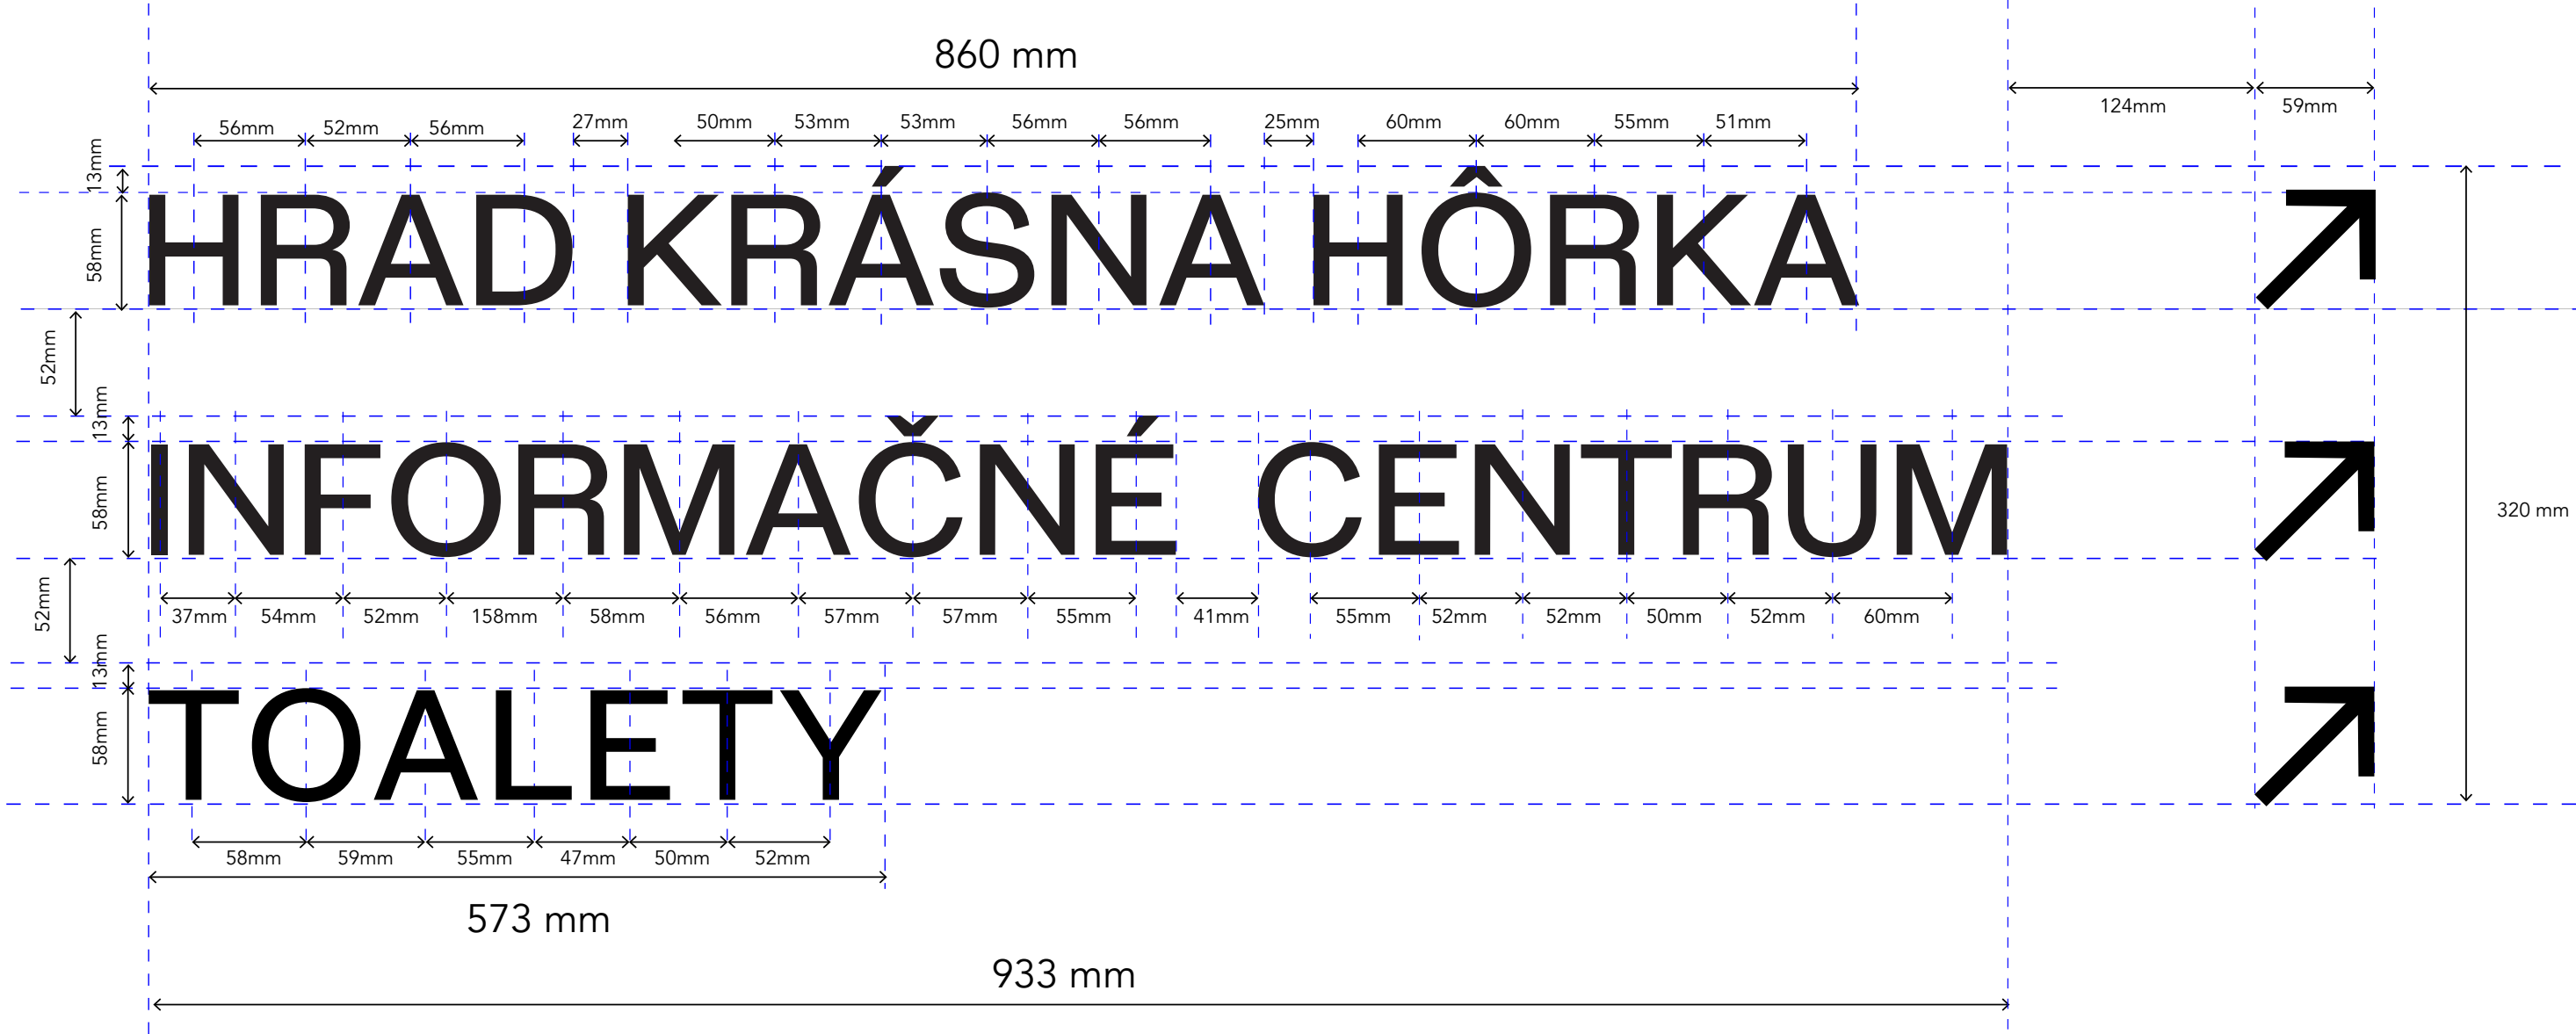 860 mm
124mm 59mm
56mm 52mm 56mm 27mm 50mm 53mm 53mm 56mm 56mm 25mm 60mm 60mm 55mm 51mm
13mm
58mm
HRAD KRÁSNA HÔRKA
52mm
13mm
58mm
INFORMAČNÉ CENTRUM
320 mm
37mm 54mm 52mm 158mm 58mm 56mm 57mm 57mm 55mm 41mm 55mm 52mm 52mm 50mm 52mm 60mm
52mm
13mm
58mm
TOALETY
58mm 59mm 55mm 47mm 50mm 52mm
573 mm
933 mm